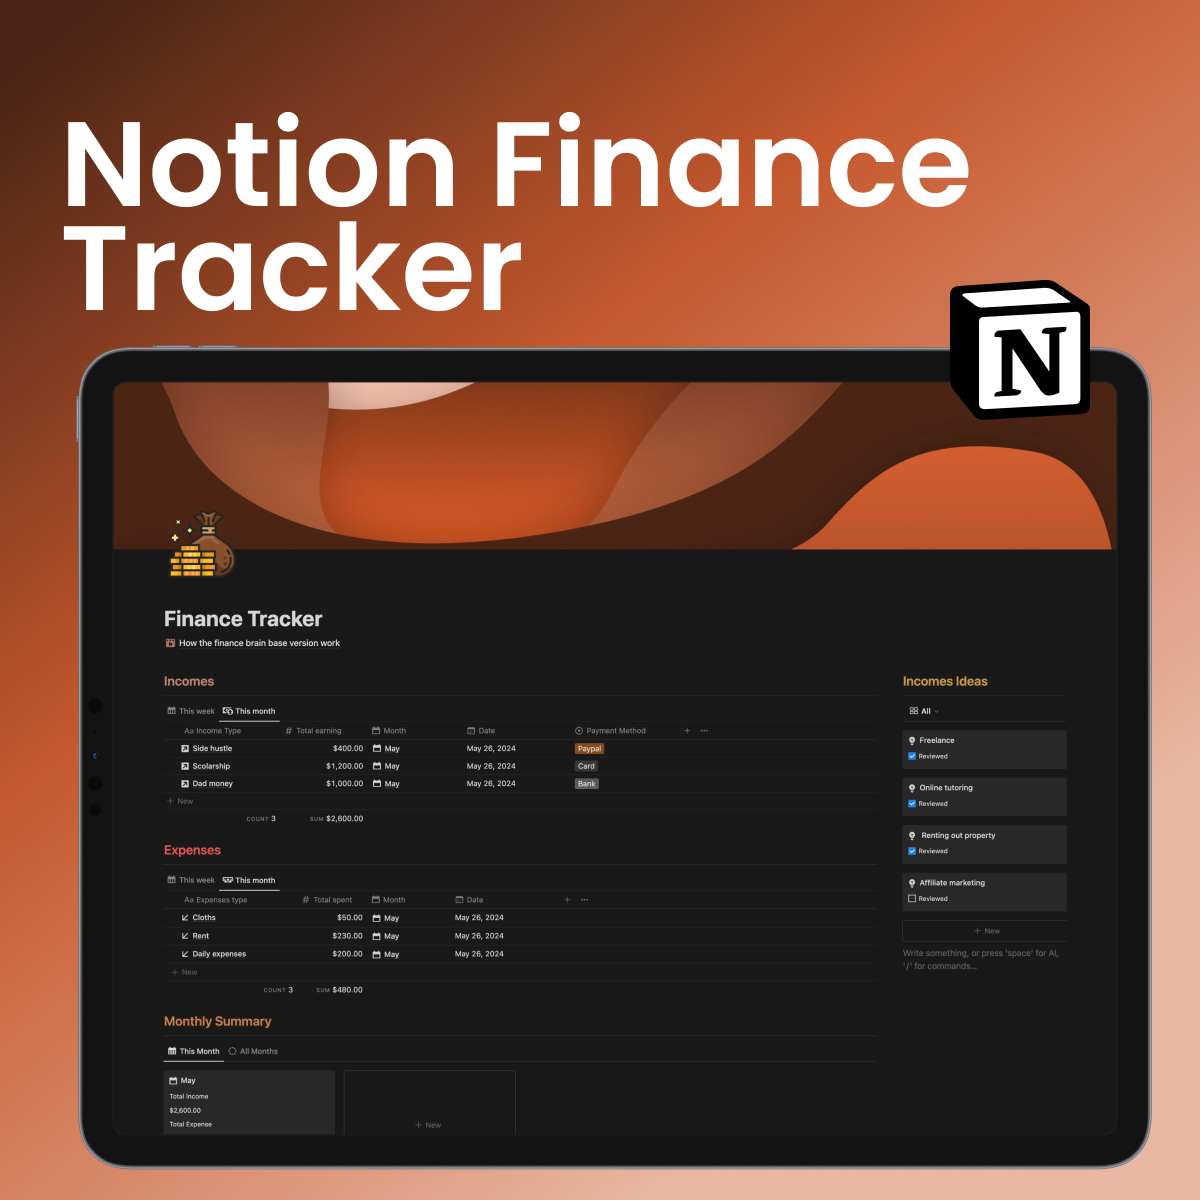 Notion Finance
Tracker
N
Finance Tracker
How the finance brain base version work
Incomes
This week This month
Aa Income Type # Total earning Month Date Payment Method + ···
Side hustle $400.00 May May 26, 2024 Paypal
Scolarship $1,200.00 May May 26, 2024 Card
Dad money $1,000.00 May May 26, 2024 Bank
+ New
COUNT 3 SUM $2,600.00
Expenses
This week This month
Aa Expenses type # Total spent Month Date + ···
Cloths $50.00 May May 26, 2024
Rent $230.00 May May 26, 2024
Daily expenses $200.00 May May 26, 2024
+ New
COUNT 3 SUM $480.00
Monthly Summary
This Month All Months
May
Total Income
$2,600.00
Total Expense
+ New
Incomes Ideas
All
Freelance
Reviewed
Online tutoring
Reviewed
Renting out property
Reviewed
Affiliate marketing
Reviewed
+ New
Write something, or press 'space' for AI,
'/' for commands...